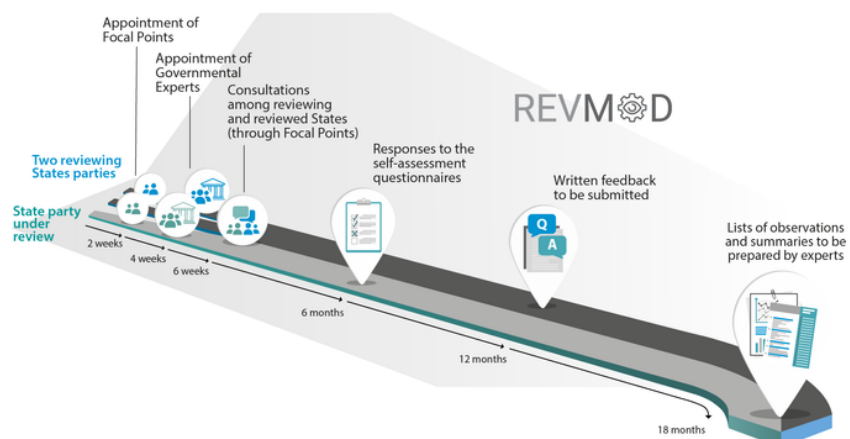 Appointment of
Focal Points
Appointment of
Governmental
Experts
Consultations
among reviewing
and reviewed States
(through Focal Points)
REVMOD
Responses to the
self-assessment
questionnaires
Two reviewing
States parties
Written feedback
to be submitted
State party
under
review
Q
A
Lists of observations
and summaries to be
prepared by experts
2 weeks
4 weeks
6 weeks
6 months
12 months
18 months